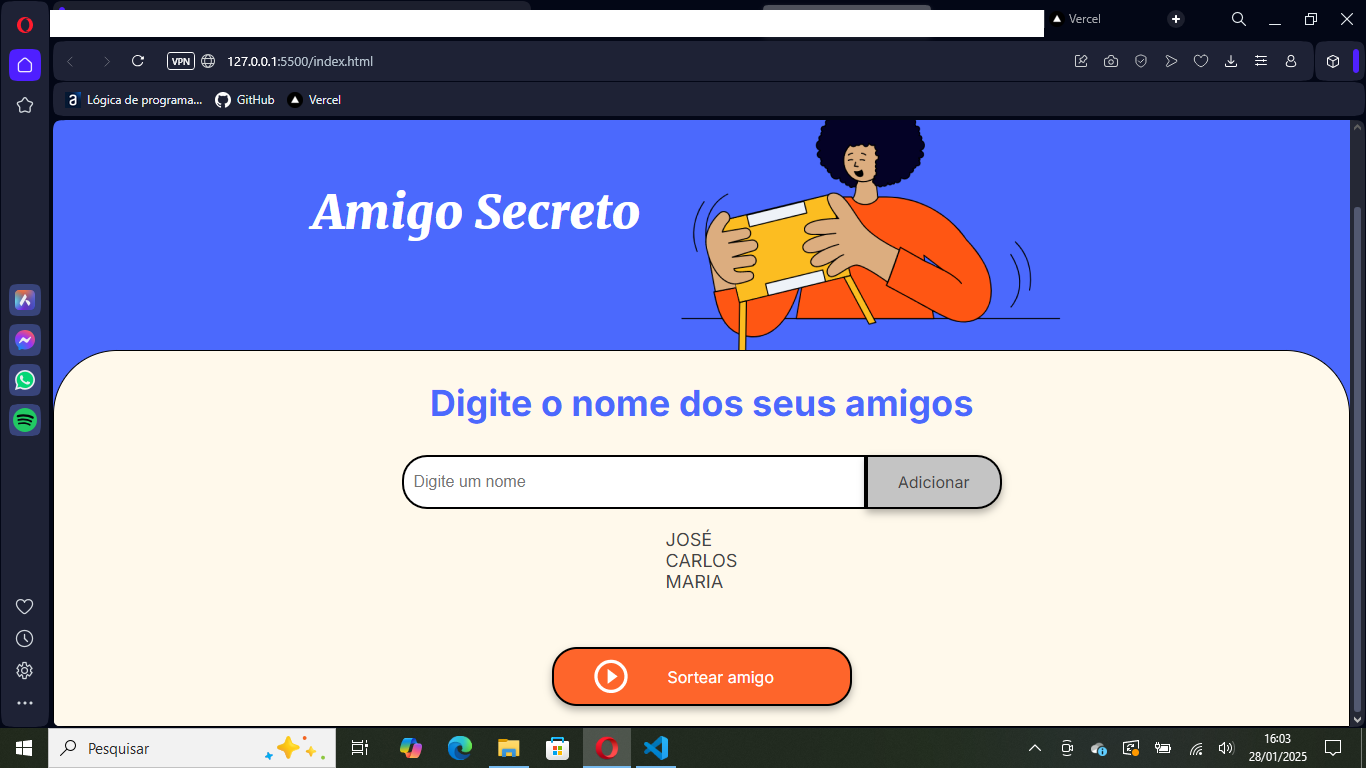 Vercel
VPN 127.0.0.1:5500/index.html
Lógica de programa... GitHub Vercel
Amigo Secreto
Digite o nome dos seus amigos
Digite um nome Adicionar
JOSÉ
CARLOS
MARIA
Sortear amigo
Pesquisar
16:03
28/01/2025